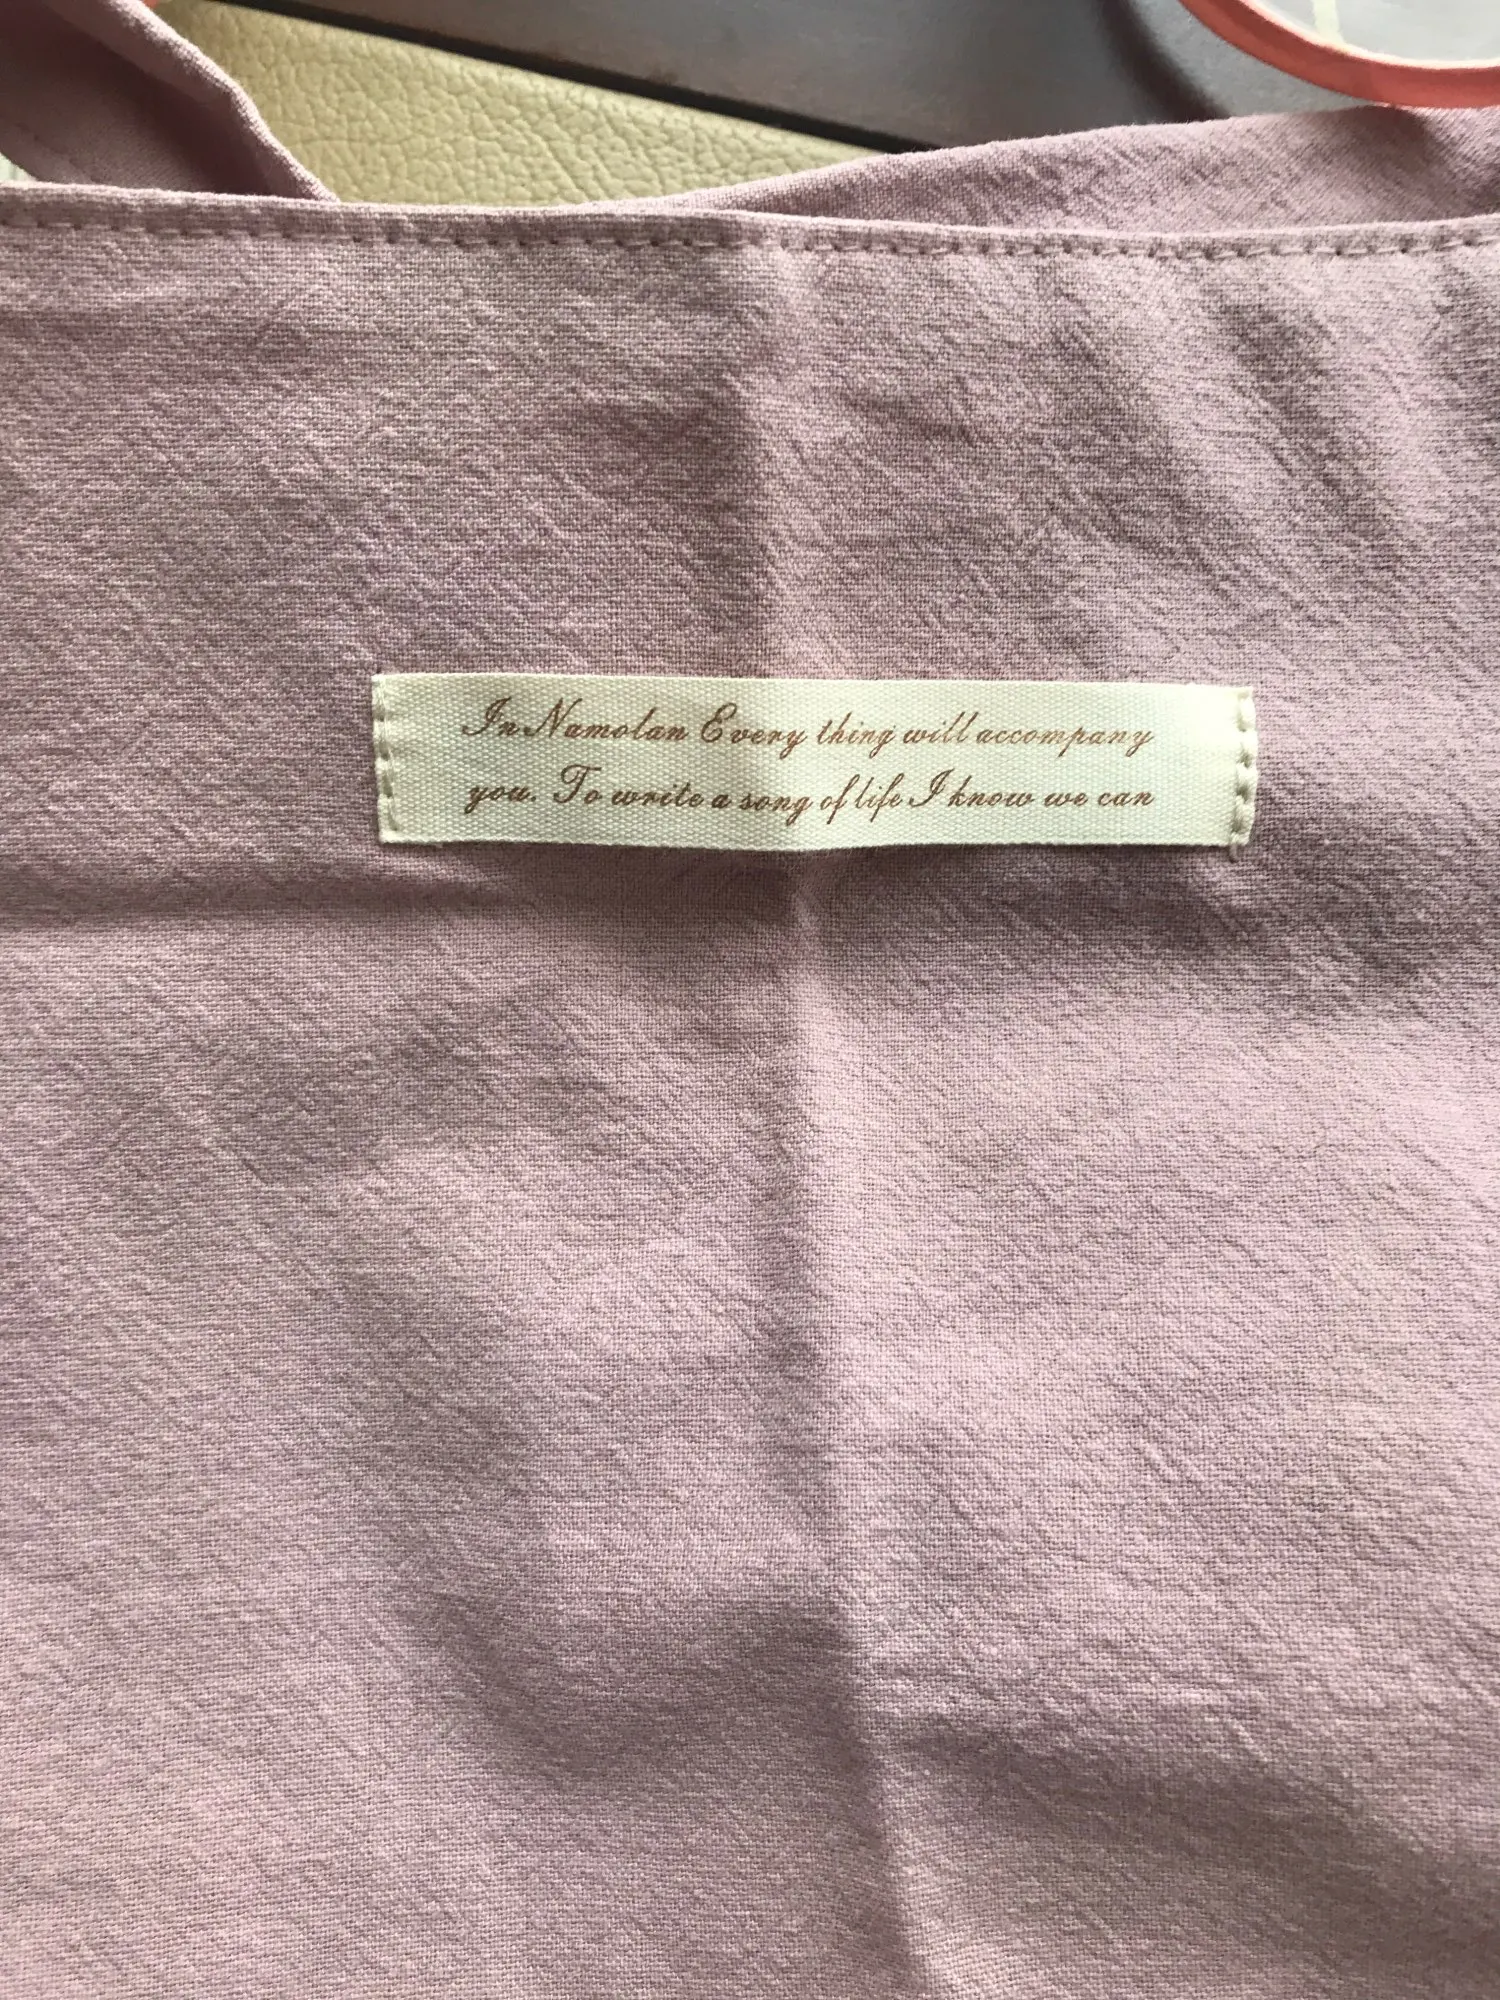 In Namolan Every thing will accompany
you. To write a song of life I know we can